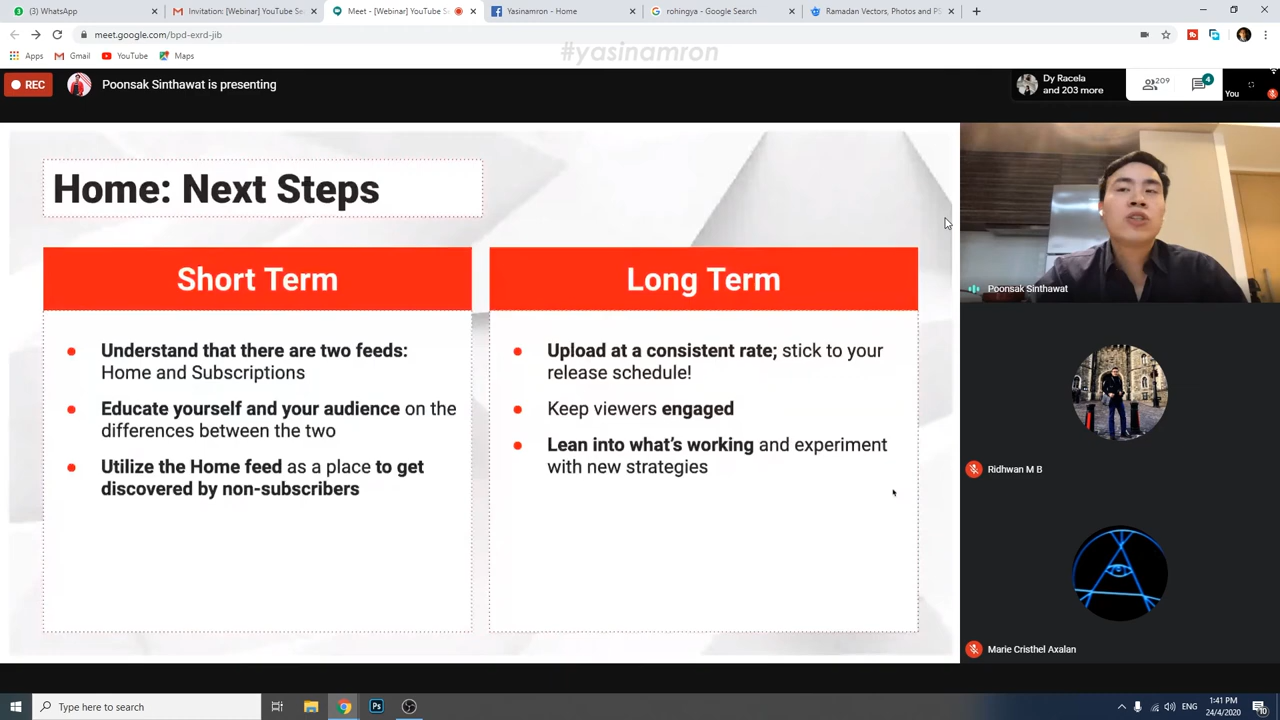 (3) WhatsApp
Invitation: [Webinar] YouTube Se
Meet - [Webinar] YouTube S
Yasinamron - Home
rohingya - Google Search
Ramadan Vectors, Photos and PS
meet.google.com/bpd-exrd-jib
Apps
Gmail
YouTube
Maps
#yasinamron
REC
Poonsak Sinthawat is presenting
Dy Racela
and 203 more
209
4
You
Home: Next Steps
Short Term
Understand that there are two feeds:
Home and Subscriptions
Educate yourself and your audience on the
differences between the two
Utilize the Home feed as a place to get
discovered by non-subscribers
Long Term
Upload at a consistent rate; stick to your
release schedule!
Keep viewers engaged
Lean into what's working and experiment
with new strategies
Poonsak Sinthawat
Ridhwan M B
Marie Cristhel Axalan
Type here to search
Ps
ENG
1:41 PM
24/4/2020
10